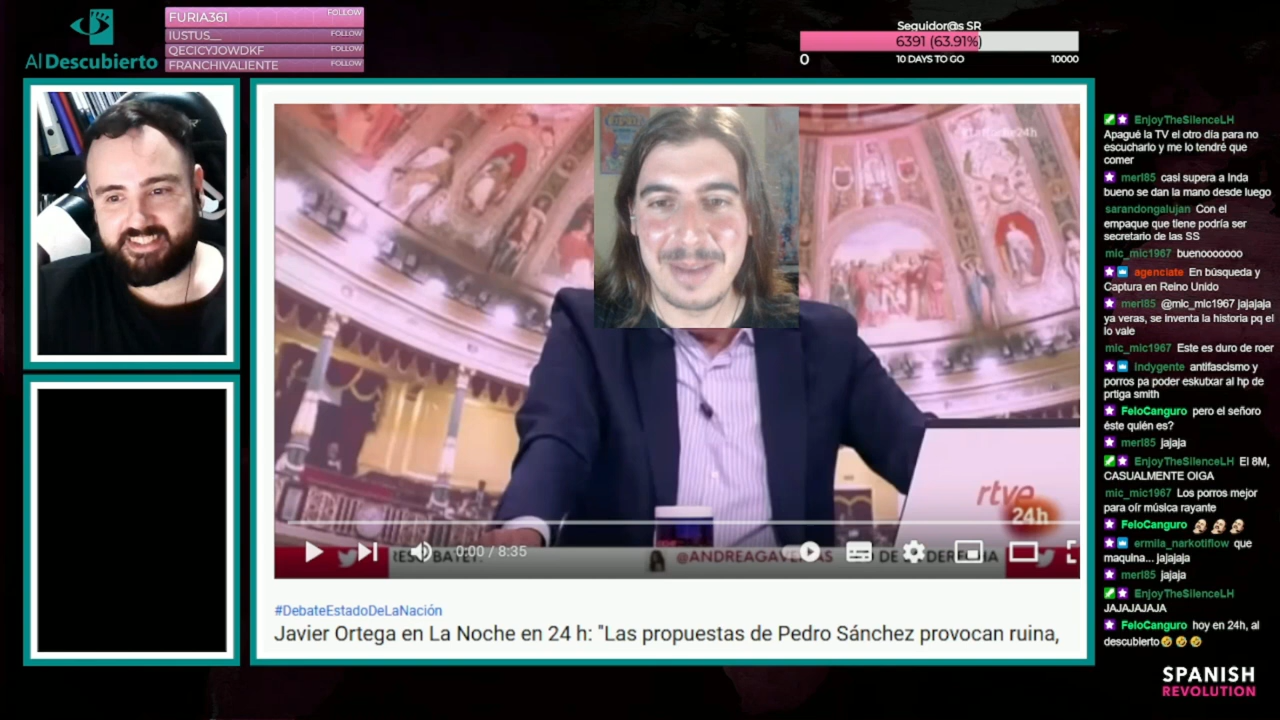 Al Descubierto
FURIA361 FOLLOW
IUSTUS__ FOLLOW
QECICYJOWDKF FOLLOW
FRANCHIVALIENTE FOLLOW
Seguidor@s SR
6391 (63.91%)
0 10 DAYS TO GO 10000
EnjoyTheSilenceLH
Apagué la TV el otro día para no
escucharlo y me lo tendré que
comer
merl85 casi supera a Inda
bueno se dan la mano desde luego
sarandongalujan Con el
empaque que tiene podría ser
secretario de las SS
mic_mic1967 buenoooooo
agenciate En búsqueda y
Captura en Reino Unido
merl85 @mic_mic1967 jajajaja
ya veras, se inventa la historia pq el
lo vale
mic_mic1967 Este es duro de roer
indygente antifascismo y
porros pa poder eskutxar al hp de
prtiga smith
FeloCanguro pero el señoro
éste quién es?
merl85 jajaja
EnjoyTheSilenceLH El 8M,
CASUALMENTE OIGA
mic_mic1967 Los porros mejor
para oír música rayante
FeloCanguro
ermila_narkotiflow que
maquina... jajajaja
merl85 jajaja
EnjoyTheSilenceLH
JAJAJAJAJA
FeloCanguro hoy en 24h, al
descubierto🤣🤣🤣
rtve
24h
0:00 / 8:35
@ANDREAGAVE
#DebateEstadoDeLaNación
Javier Ortega en La Noche en 24 h: "Las propuestas de Pedro Sánchez provocan ruina,
SPANISH
REVOLUTION